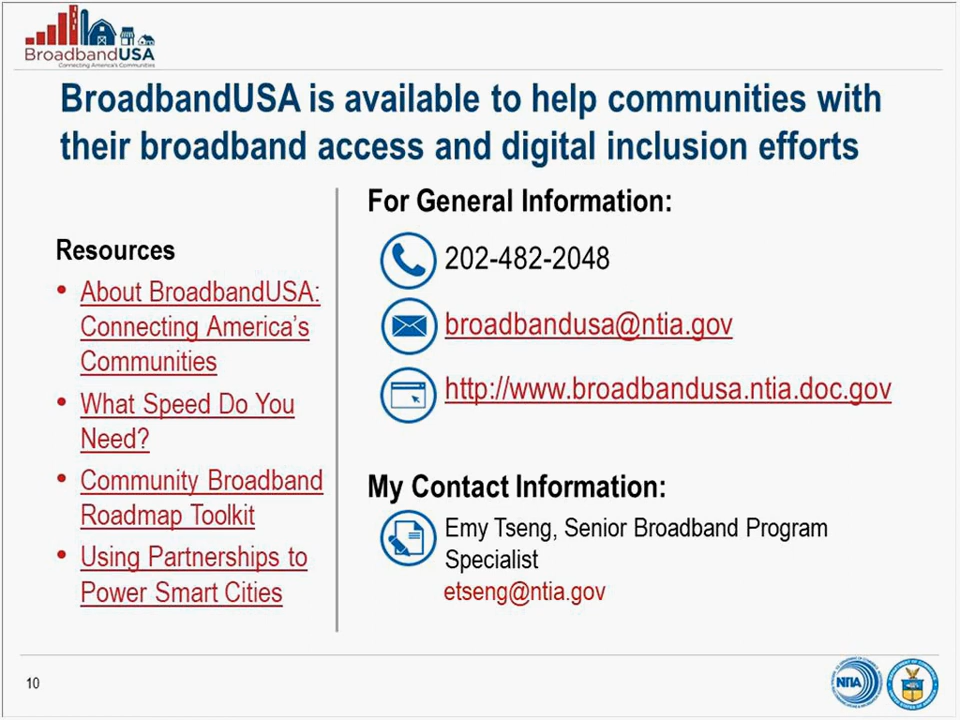 BroadbandUSA
Connecting America's Communities
BroadbandUSA is available to help communities with
their broadband access and digital inclusion efforts
Resources
• About BroadbandUSA:
Connecting America's
Communities
• What Speed Do You
Need?
• Community Broadband
Roadmap Toolkit
• Using Partnerships to
Power Smart Cities
For General Information:
202-482-2048
broadbandusa@ntia.gov
http://www.broadbandusa.ntia.doc.gov
My Contact Information:
Emy Tseng, Senior Broadband Program
Specialist
etseng@ntia.gov
10
NTIA